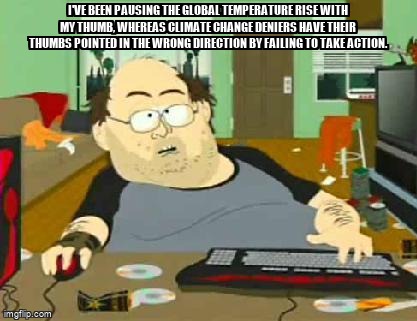 I'VE BEEN PAUSING THE GLOBAL TEMPERATURE RISE WITH
MY THUMB, WHEREAS CLIMATE CHANGE DENIERS HAVE THEIR
THUMBS POINTED IN THE WRONG DIRECTION BY FAILING TO TAKE ACTION.
imgflip.com